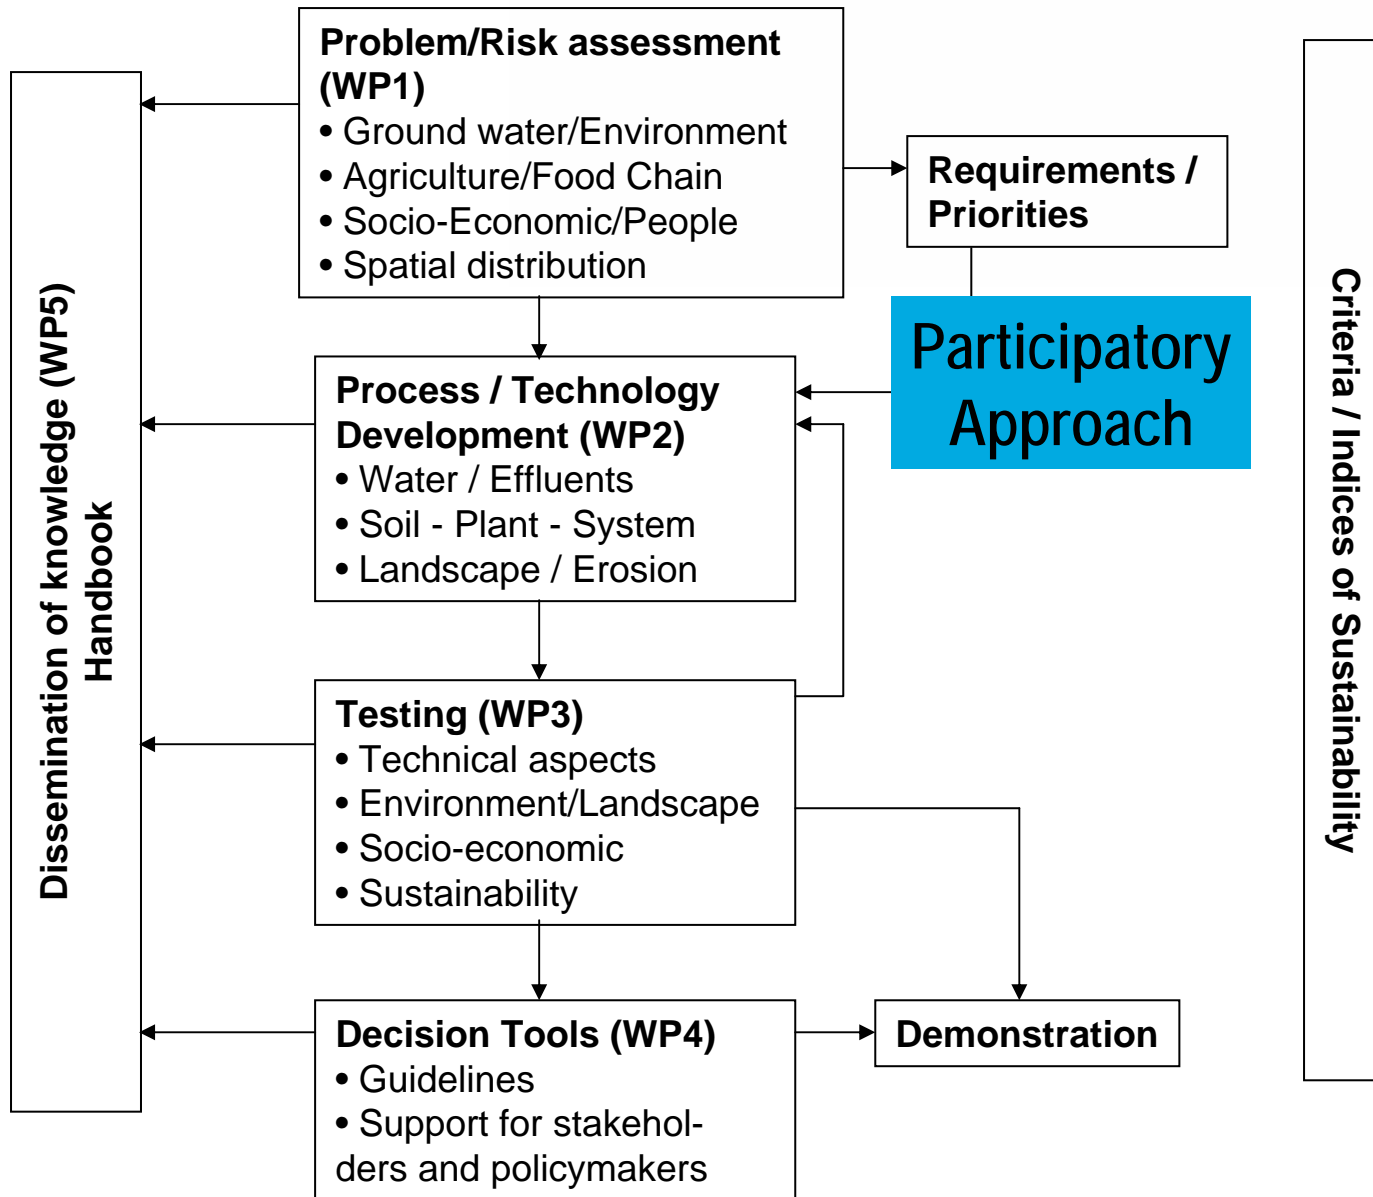 Problem/Risk assessment
(WP1)
• Ground water/Environment
• Agriculture/Food Chain
• Socio-Economic/People
• Spatial distribution
Requirements /
Priorities
Participatory
Approach
Process / Technology
Development (WP2)
• Water / Effluents
• Soil - Plant - System
• Landscape / Erosion
Testing (WP3)
• Technical aspects
• Environment/Landscape
• Socio-economic
• Sustainability
Decision Tools (WP4)
• Guidelines
• Support for stakehol-
ders and policymakers
Demonstration
Dissemination of knowledge (WP5)
Handbook
Criteria / Indices of Sustainability